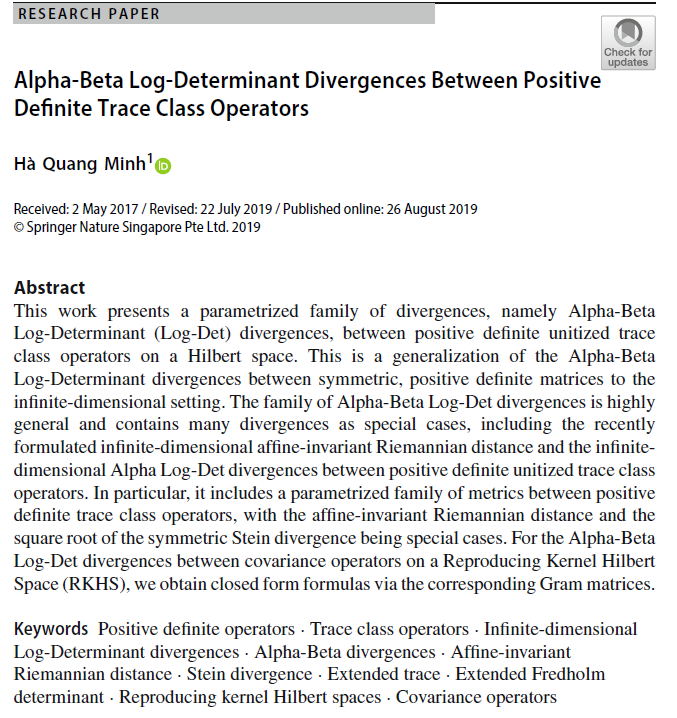 RESEARCH PAPER
Check for
updates
Alpha-Beta Log-Determinant Divergences Between Positive
Definite Trace Class Operators
Hà Quang Minh1 iD
Received: 2 May 2017 / Revised: 22 July 2019 / Published online: 26 August 2019
© Springer Nature Singapore Pte Ltd. 2019
Abstract
This work presents a parametrized family of divergences, namely Alpha-Beta
Log-Determinant (Log-Det) divergences, between positive definite unitized trace
class operators on a Hilbert space. This is a generalization of the Alpha-Beta
Log-Determinant divergences between symmetric, positive definite matrices to the
infinite-dimensional setting. The family of Alpha-Beta Log-Det divergences is highly
general and contains many divergences as special cases, including the recently
formulated infinite-dimensional affine-invariant Riemannian distance and the infinite-
dimensional Alpha Log-Det divergences between positive definite unitized trace class
operators. In particular, it includes a parametrized family of metrics between positive
definite trace class operators, with the affine-invariant Riemannian distance and the
square root of the symmetric Stein divergence being special cases. For the Alpha-Beta
Log-Det divergences between covariance operators on a Reproducing Kernel Hilbert
Space (RKHS), we obtain closed form formulas via the corresponding Gram matrices.
Keywords Positive definite operators · Trace class operators · Infinite-dimensional
Log-Determinant divergences · Alpha-Beta divergences · Affine-invariant
Riemannian distance · Stein divergence · Extended trace · Extended Fredholm
determinant · Reproducing kernel Hilbert spaces · Covariance operators